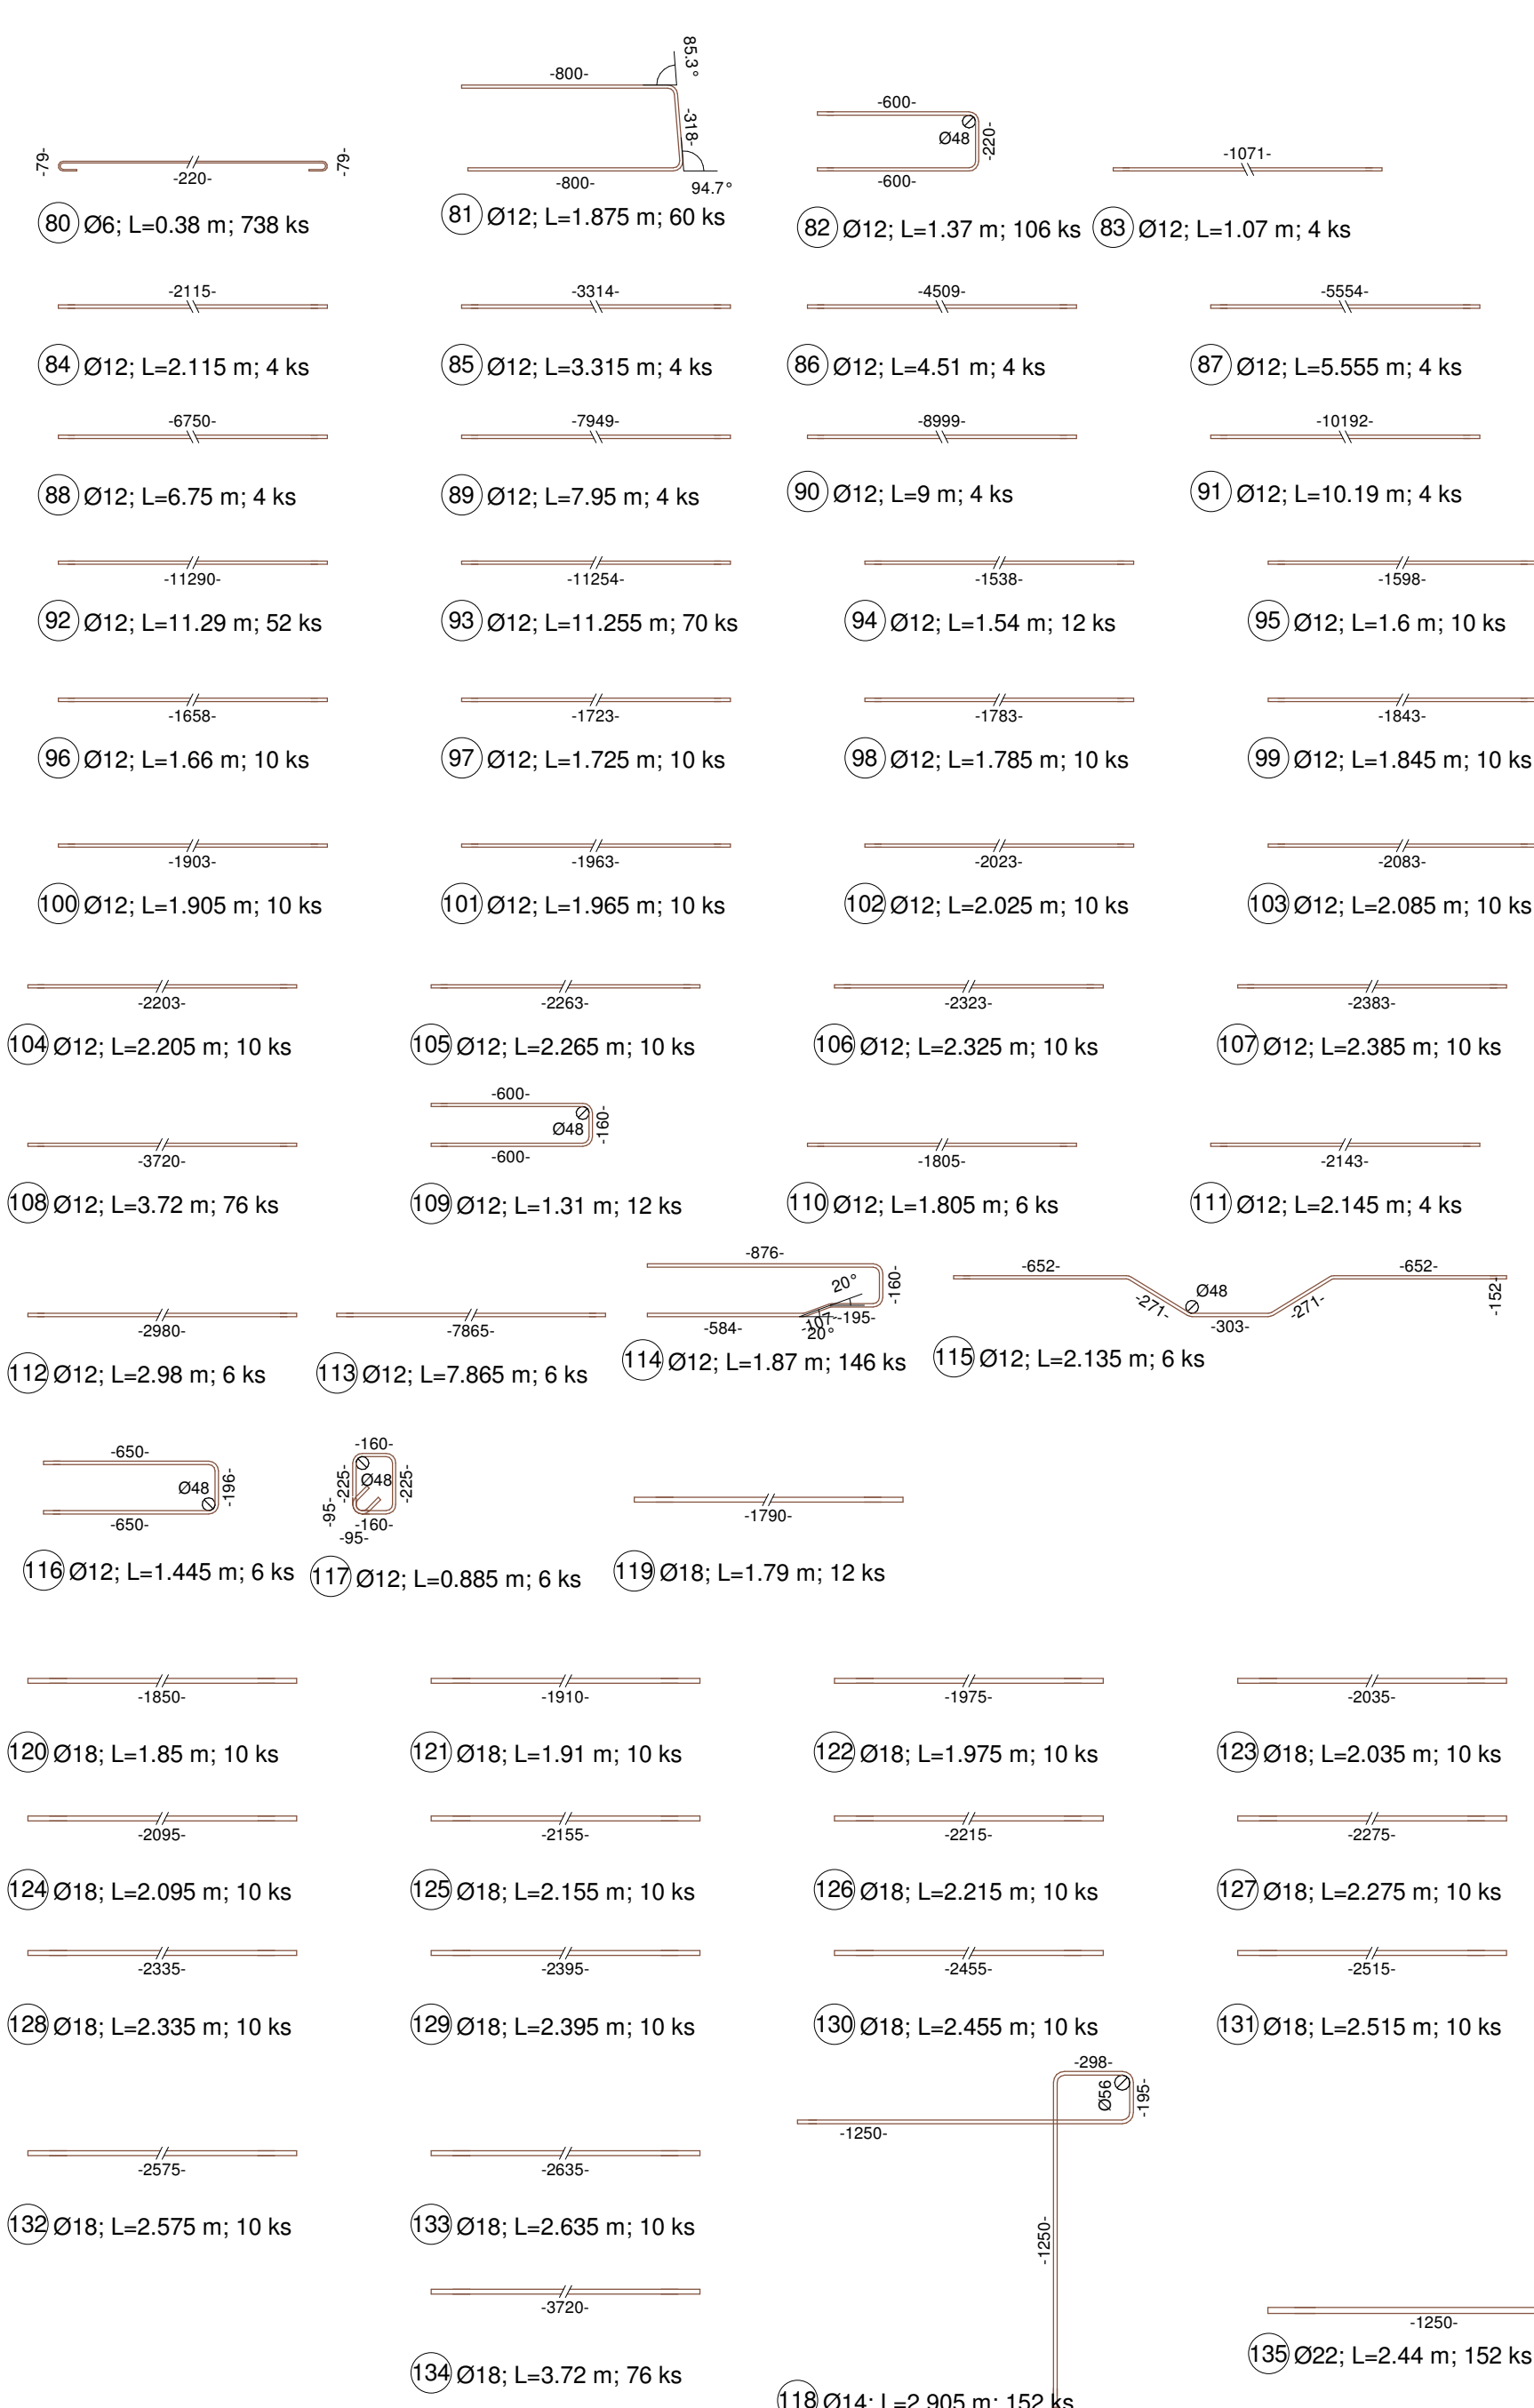 -79-
-220-
-79-
80 Ø6; L=0.38 m; 738 ks
-800-
85.3°
-318-
-800-
94.7°
81 Ø12; L=1.875 m; 60 ks
-600-
Ø48
-220-
-600-
82 Ø12; L=1.37 m; 106 ks
-1071-
83 Ø12; L=1.07 m; 4 ks
-2115-
84 Ø12; L=2.115 m; 4 ks
-3314-
85 Ø12; L=3.315 m; 4 ks
-4509-
86 Ø12; L=4.51 m; 4 ks
-5554-
87 Ø12; L=5.555 m; 4 ks
-6750-
88 Ø12; L=6.75 m; 4 ks
-7949-
89 Ø12; L=7.95 m; 4 ks
-8999-
90 Ø12; L=9 m; 4 ks
-10192-
91 Ø12; L=10.19 m; 4 ks
-11290-
92 Ø12; L=11.29 m; 52 ks
-11254-
93 Ø12; L=11.255 m; 70 ks
-1538-
94 Ø12; L=1.54 m; 12 ks
-1598-
95 Ø12; L=1.6 m; 10 ks
-1658-
96 Ø12; L=1.66 m; 10 ks
-1723-
97 Ø12; L=1.725 m; 10 ks
-1783-
98 Ø12; L=1.785 m; 10 ks
-1843-
99 Ø12; L=1.845 m; 10 ks
-1903-
100 Ø12; L=1.905 m; 10 ks
-1963-
101 Ø12; L=1.965 m; 10 ks
-2023-
102 Ø12; L=2.025 m; 10 ks
-2083-
103 Ø12; L=2.085 m; 10 ks
-2203-
104 Ø12; L=2.205 m; 10 ks
-2263-
105 Ø12; L=2.265 m; 10 ks
-2323-
106 Ø12; L=2.325 m; 10 ks
-2383-
107 Ø12; L=2.385 m; 10 ks
-3720-
108 Ø12; L=3.72 m; 76 ks
-600-
Ø48
-160-
-600-
109 Ø12; L=1.31 m; 12 ks
-1805-
110 Ø12; L=1.805 m; 6 ks
-2143-
111 Ø12; L=2.145 m; 4 ks
-2980-
112 Ø12; L=2.98 m; 6 ks
-7865-
113 Ø12; L=7.865 m; 6 ks
-876-
20°
-160-
-584-
-107-
-195-
20°
114 Ø12; L=1.87 m; 146 ks
-652-
-271-
Ø48
-303-
-271-
-652-
-152-
115 Ø12; L=2.135 m; 6 ks
-650-
Ø48
-196-
-650-
116 Ø12; L=1.445 m; 6 ks
-160-
-225-
Ø48
-225-
-95-
-160-
-95-
117 Ø12; L=0.885 m; 6 ks
-1790-
119 Ø18; L=1.79 m; 12 ks
-1850-
120 Ø18; L=1.85 m; 10 ks
-1910-
121 Ø18; L=1.91 m; 10 ks
-1975-
122 Ø18; L=1.975 m; 10 ks
-2035-
123 Ø18; L=2.035 m; 10 ks
-2095-
124 Ø18; L=2.095 m; 10 ks
-2155-
125 Ø18; L=2.155 m; 10 ks
-2215-
126 Ø18; L=2.215 m; 10 ks
-2275-
127 Ø18; L=2.275 m; 10 ks
-2335-
128 Ø18; L=2.335 m; 10 ks
-2395-
129 Ø18; L=2.395 m; 10 ks
-2455-
130 Ø18; L=2.455 m; 10 ks
-2515-
131 Ø18; L=2.515 m; 10 ks
-2575-
132 Ø18; L=2.575 m; 10 ks
-2635-
133 Ø18; L=2.635 m; 10 ks
-3720-
134 Ø18; L=3.72 m; 76 ks
-298-
Ø56
-195-
-1250-
-1250-
118 Ø14; L=2.905 m; 152 ks
-1250-
135 Ø22; L=2.44 m; 152 ks